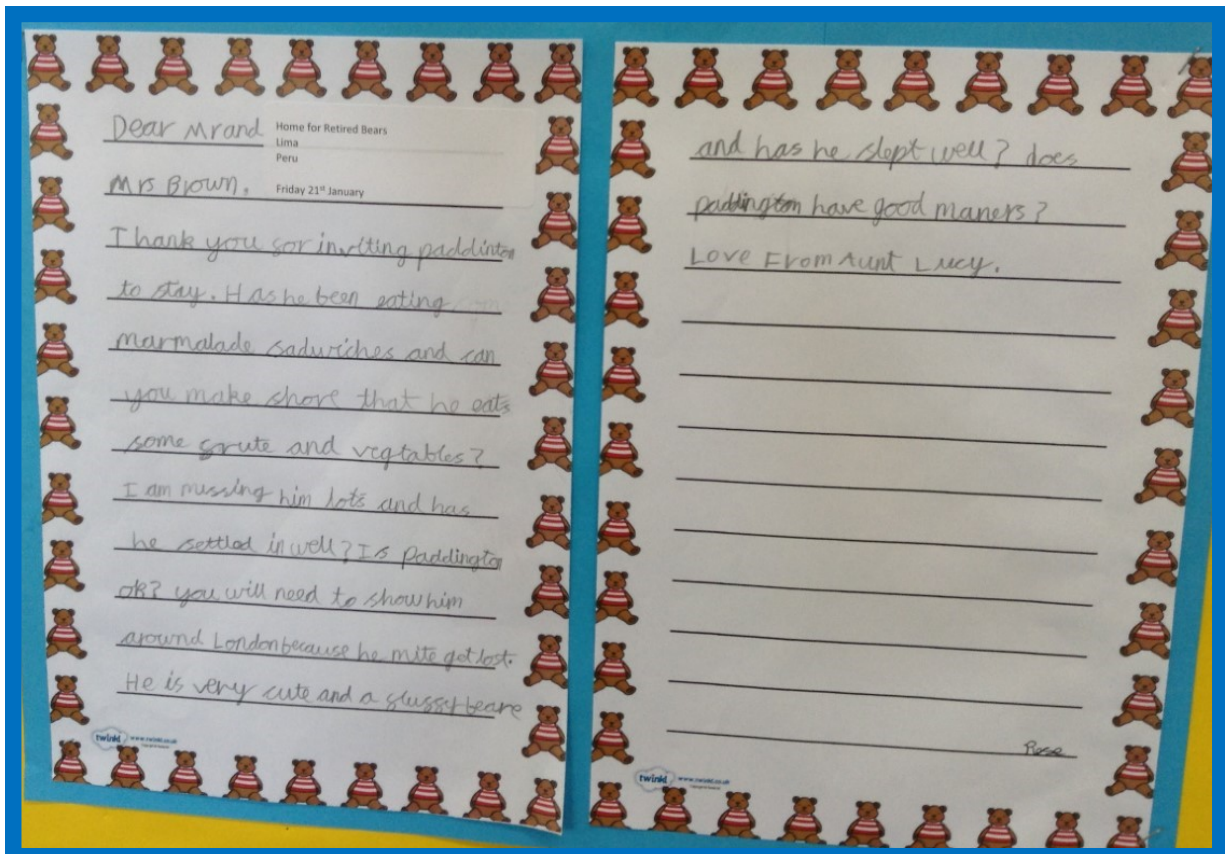 Dear Mr and
Home for Retired Bears
Lima
Peru
Mrs Brown.
Friday 21st January
Thank you for inviting paddinton
to stay. Has he been eating
marmalade sadwiches and can
you make shore that he eats
some frute and vegtables?
I am missing him lots and has
he settled in well? Is Paddington
ok? you will need to show him
around London because he mite get lost.
He is very cute and a fluffy beare
twinkl www.twinkl.co.uk
and has he slept well? does
paddington have good maners?
Love From Aunt Lucy.
Rose
twinkl www.twinkl.co.uk